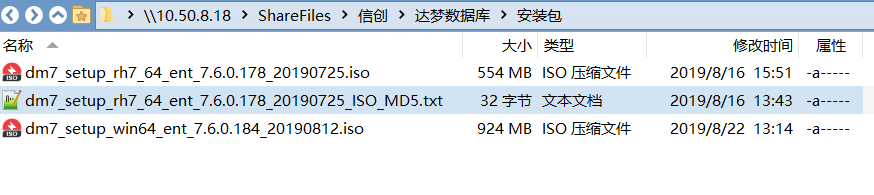 \\10.50.8.18 ShareFiles 信创 达梦数据库 安装包
名称 大小 类型 修改时间 属性
dm7_setup_rh7_64_ent_7.6.0.178_20190725.iso 554 MB ISO 压缩文件 2019/8/16 15:51 -a-----
dm7_setup_rh7_64_ent_7.6.0.178_20190725_ISO_MD5.txt 32 字节 文本文档 2019/8/16 13:43 -a-----
dm7_setup_win64_ent_7.6.0.184_20190812.iso 924 MB ISO 压缩文件 2019/8/22 13:14 -a-----